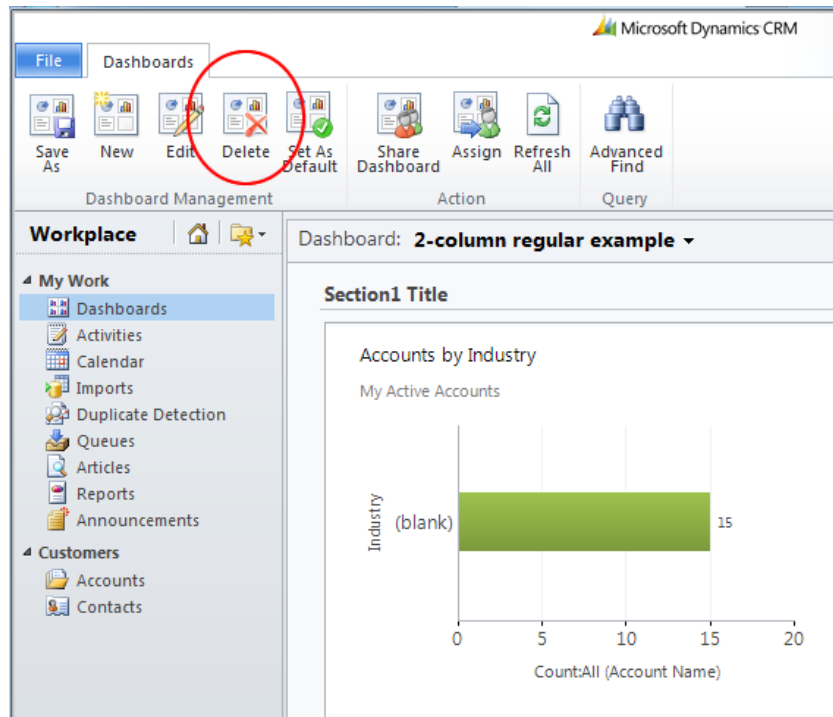 Microsoft Dynamics CRM
File Dashboards
Save As
New
Edit
Delete
Set As Default
Share Dashboard
Assign
Refresh All
Advanced Find
Dashboard Management
Action
Query
Workplace
Dashboard: 2-column regular example
My Work
Dashboards
Activities
Calendar
Imports
Duplicate Detection
Queues
Articles
Reports
Announcements
Customers
Accounts
Contacts
Section1 Title
Accounts by Industry
My Active Accounts
Industry
(blank)
15
0 5 10 15 20
Count:All (Account Name)